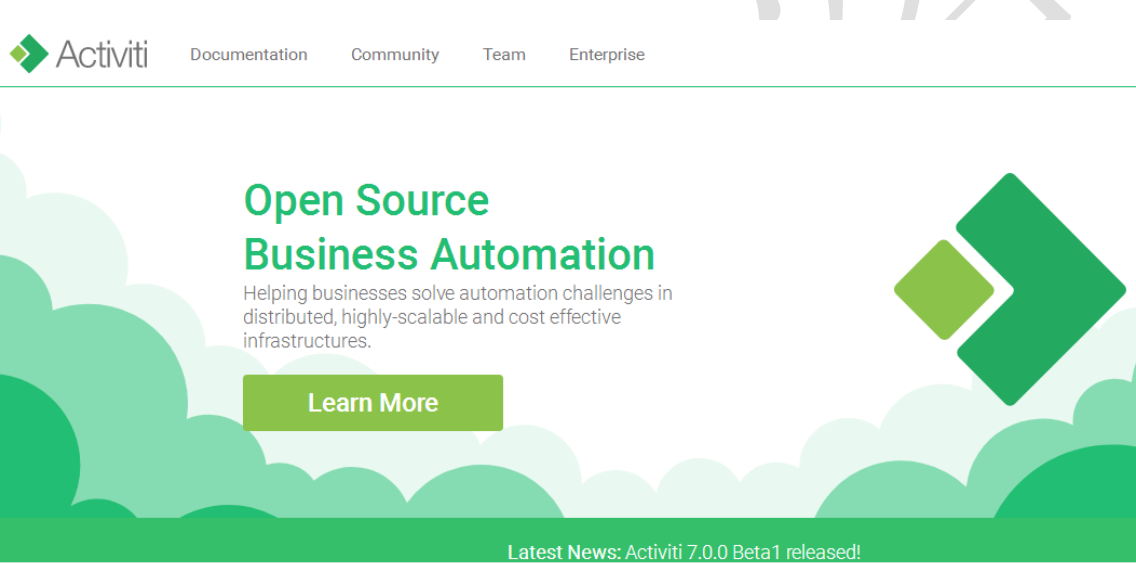 Activiti Documentation Community Team Enterprise
Open Source
Business Automation
Helping businesses solve automation challenges in
distributed, highly-scalable and cost effective
infrastructures.
Learn More
Latest News: Activiti 7.0.0 Beta1 released!